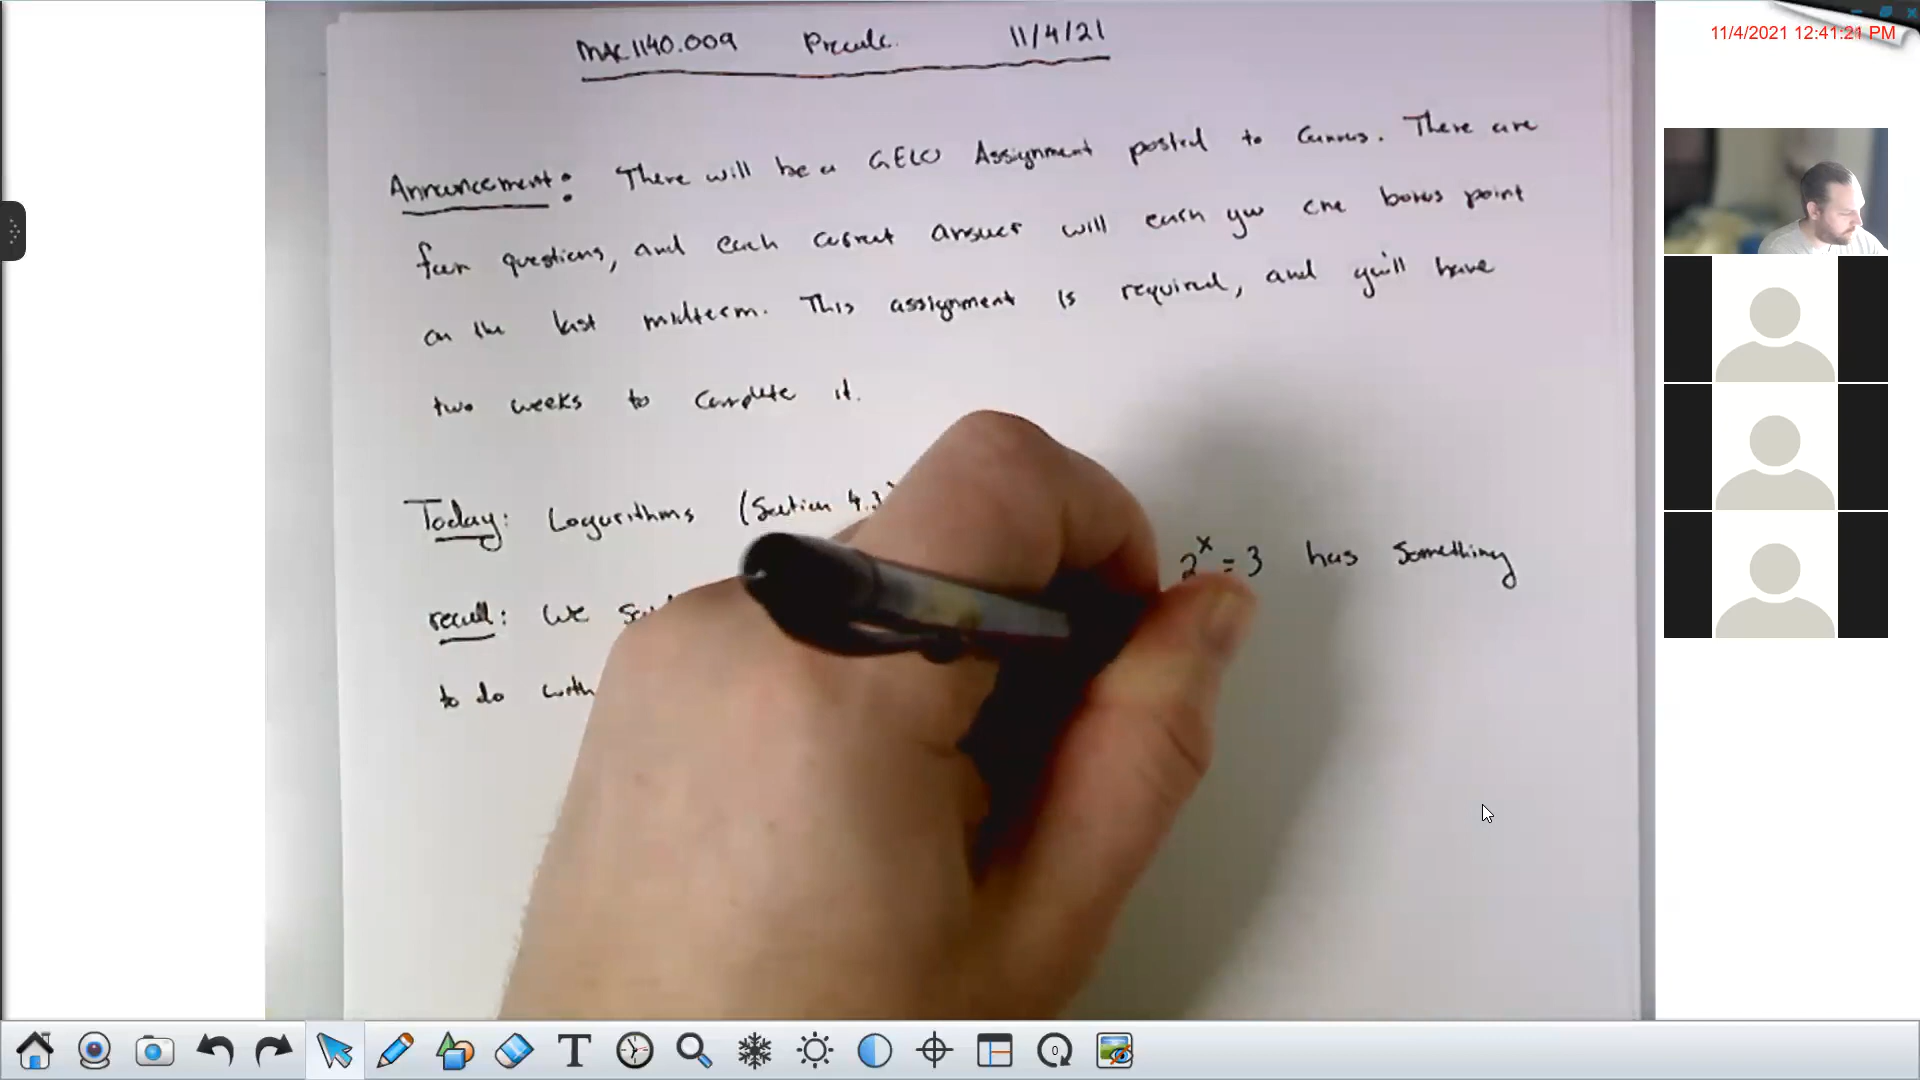 11/4/2021 12:41:21 PM
MAC1140.009 Precalc. 11/4/21
Announcement: There will be a GELO Assignment posted to Canvas. There are
four questions, and each correct answer will earn you one bonus point
on the last midterm. This assignment is required, and you'll have
two weeks to complete it.
Today: Logarithms (Section 4.3)
recall: We 2^x = 3 has something
to do with